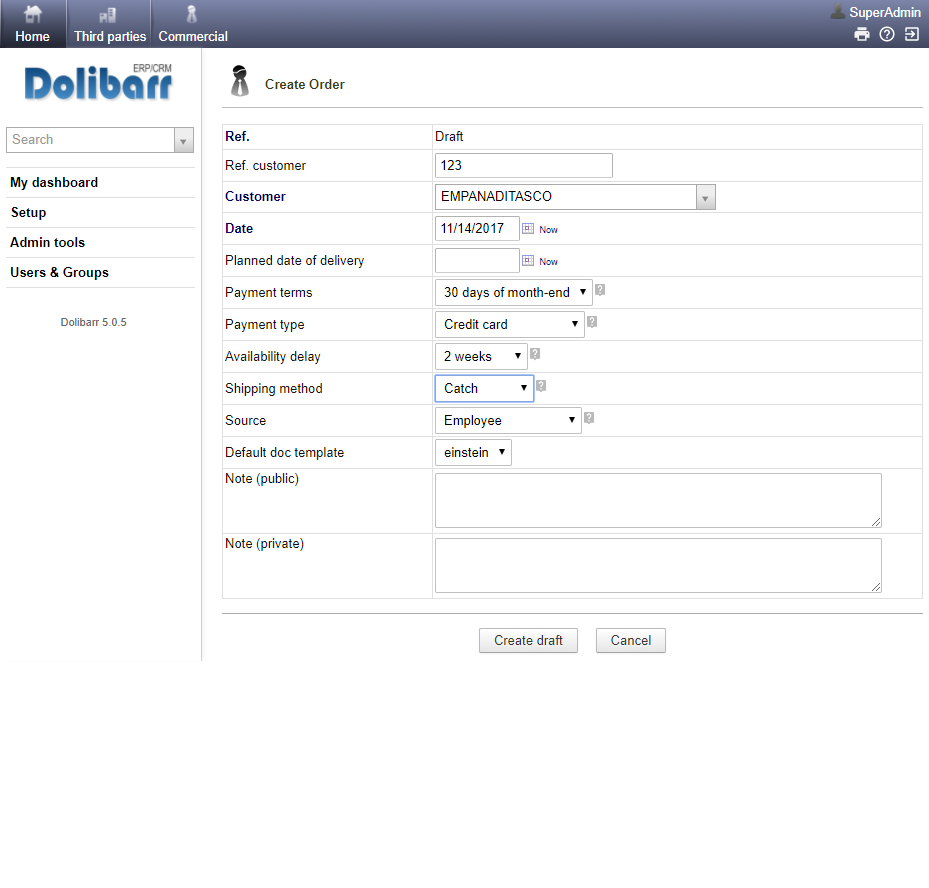 Home Third parties Commercial
SuperAdmin
Dolibarr ERP/CRM
Search
My dashboard
Setup
Admin tools
Users & Groups
Dolibarr 5.0.5
Create Order
Ref. Draft
Ref. customer 123
Customer EMPANADITASCO
Date 11/14/2017 Now
Planned date of delivery Now
Payment terms 30 days of month-end ?
Payment type Credit card ?
Availability delay 2 weeks ?
Shipping method Catch ?
Source Employee ?
Default doc template einstein
Note (public)
Note (private)
Create draft Cancel